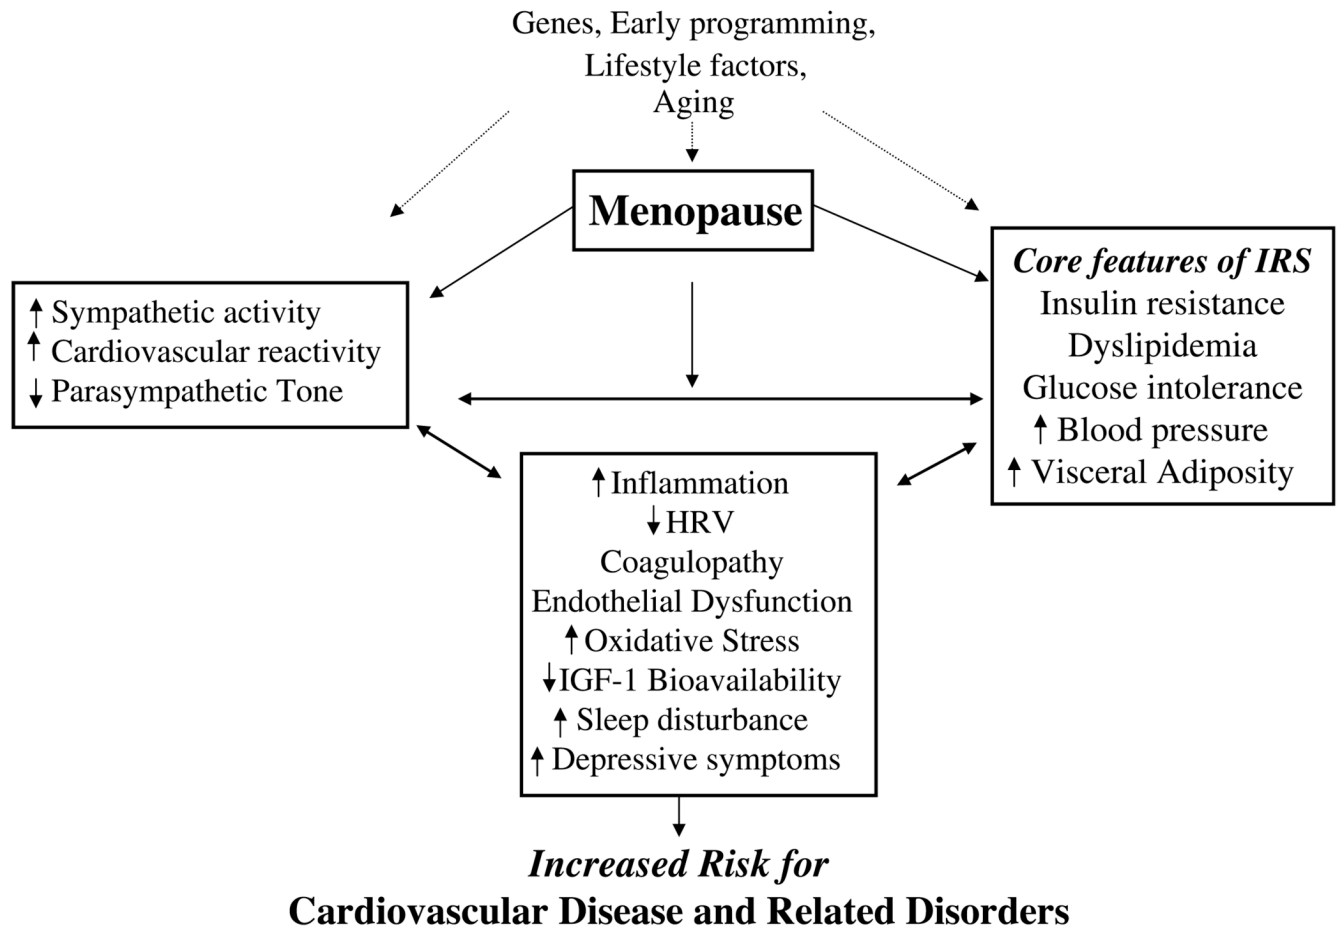 Genes, Early programming,
Lifestyle factors,
Aging
Menopause
↑ Sympathetic activity
↑ Cardiovascular reactivity
↓ Parasympathetic Tone
Core features of IRS
Insulin resistance
Dyslipidemia
Glucose intolerance
↑ Blood pressure
↑ Visceral Adiposity
↑ Inflammation
↓ HRV
Coagulopathy
Endothelial Dysfunction
↑ Oxidative Stress
↓ IGF-1 Bioavailability
↑ Sleep disturbance
↑ Depressive symptoms
Increased Risk for
Cardiovascular Disease and Related Disorders